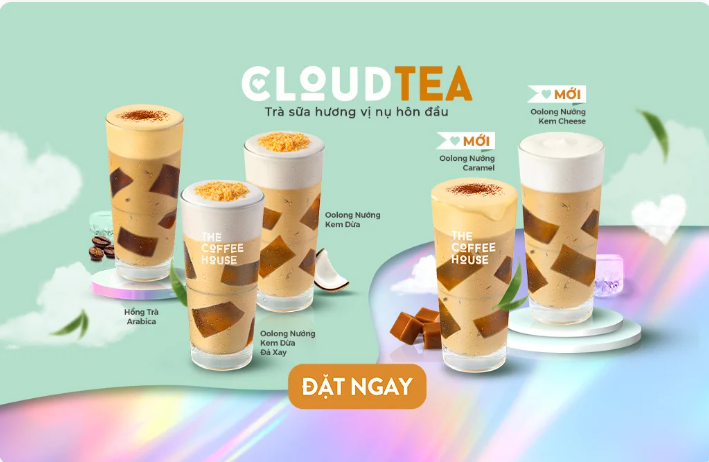 CLOUDTEA
Trà sữa hương vị nụ hôn đầu
MỚI
Oolong Nướng
Kem Cheese
MỚI
Oolong Nướng
Caramel
Oolong Nướng
Kem Dừa
THE
COFFEE
HOUSE
THE
COFFEE
HOUSE
Hồng Trà
Arabica
Oolong Nướng
Kem Dừa
Đá Xay
ĐẶT NGAY